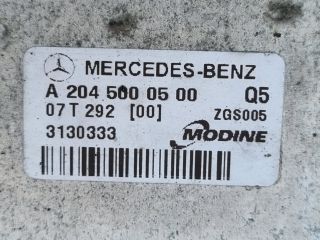 MERCEDES-BENZ
A 204 500 05 00 Q5
07 T 292 [00] ZGS005
3130333 MODINE